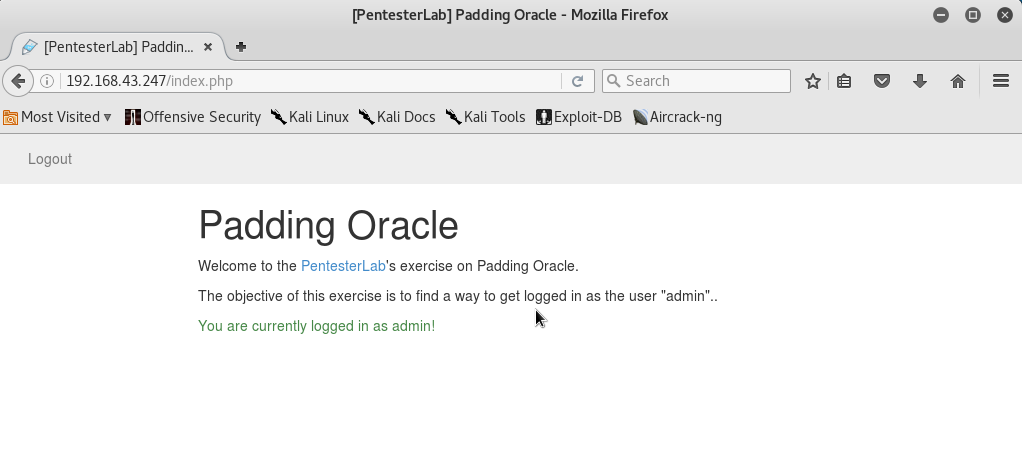 [PentesterLab] Padding Oracle - Mozilla Firefox
[PentesterLab] Paddin...
192.168.43.247/index.php
Search
Most Visited
Offensive Security
Kali Linux
Kali Docs
Kali Tools
Exploit-DB
Aircrack-ng
Logout
Padding Oracle
Welcome to the PentesterLab's exercise on Padding Oracle.
The objective of this exercise is to find a way to get logged in as the user "admin"..
You are currently logged in as admin!